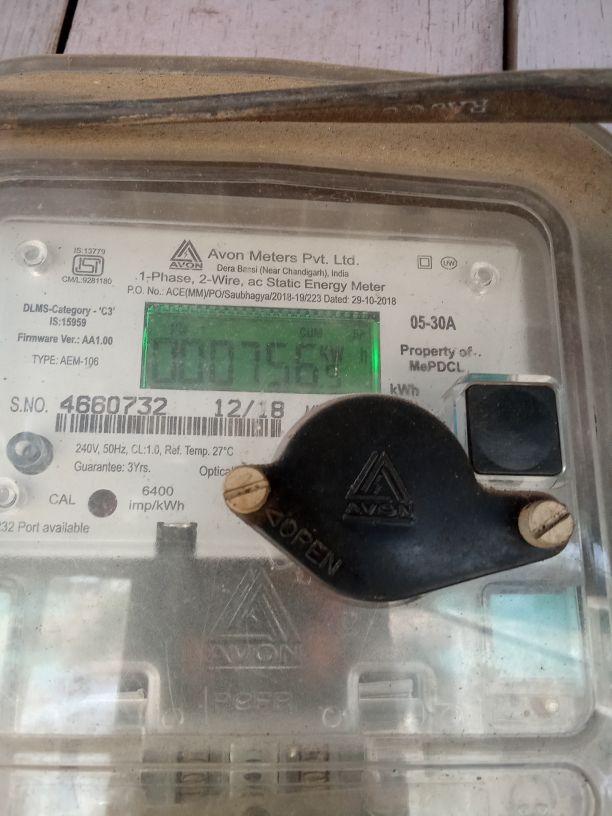 IS:13779
ISI
CM/L:9281180
AVON
Avon Meters Pvt. Ltd.
Dera Bassi (Near Chandigarh), India
1-Phase, 2-Wire, ac Static Energy Meter
P.O. No.: ACE(MM)/PO/Saubhagya/2018-19/223 Dated: 29-10-2018
DLMS-Category - 'C3'
IS:15959
Firmware Ver.: AA1.00
TYPE: AEM-106
CUM
05-30A
Property of
MePDCL
kWh
S.NO. 4660732 12/18
240V, 50Hz, CL:1.0, Ref. Temp. 27°C
Guarantee: 3Yrs.
CAL
6400
imp/kWh
232 Port available
AVON
OPEN
AVON